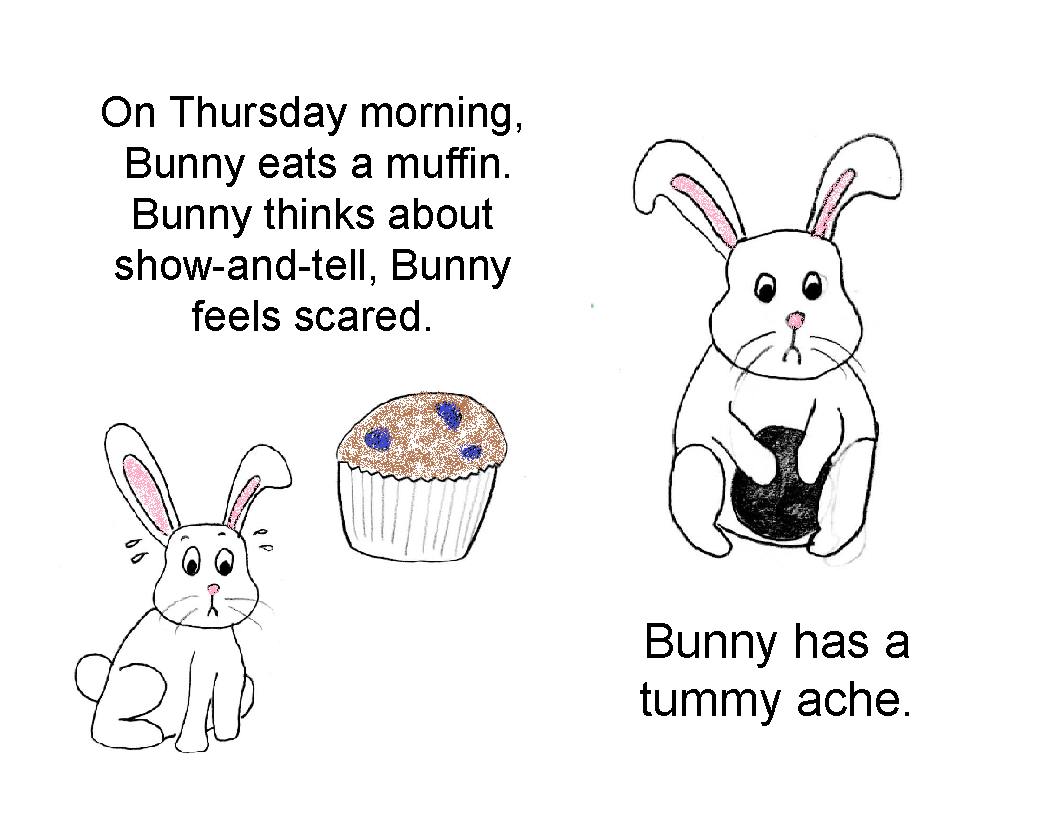 On Thursday morning,
Bunny eats a muffin.
Bunny thinks about
show-and-tell, Bunny
feels scared.
Bunny has a
tummy ache.